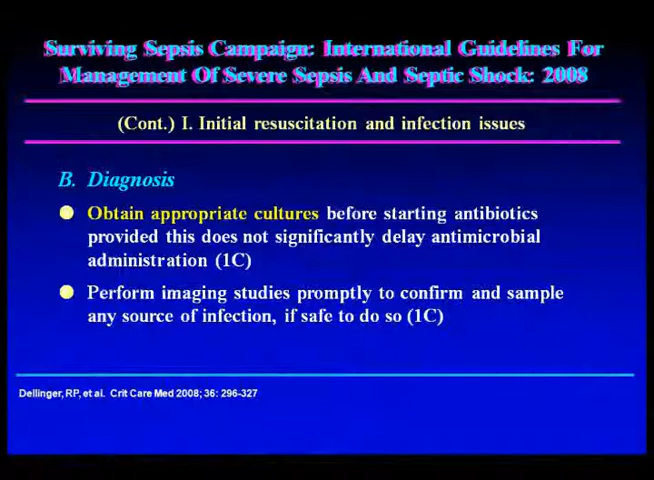 Surviving Sepsis Campaign: International Guidelines For
Management Of Severe Sepsis And Septic Shock: 2008
(Cont.) I. Initial resuscitation and infection issues
B. Diagnosis
Obtain appropriate cultures before starting antibiotics
provided this does not significantly delay antimicrobial
administration (1C)
Perform imaging studies promptly to confirm and sample
any source of infection, if safe to do so (1C)
Dellinger, RP, et al. Crit Care Med 2008; 36: 296-327